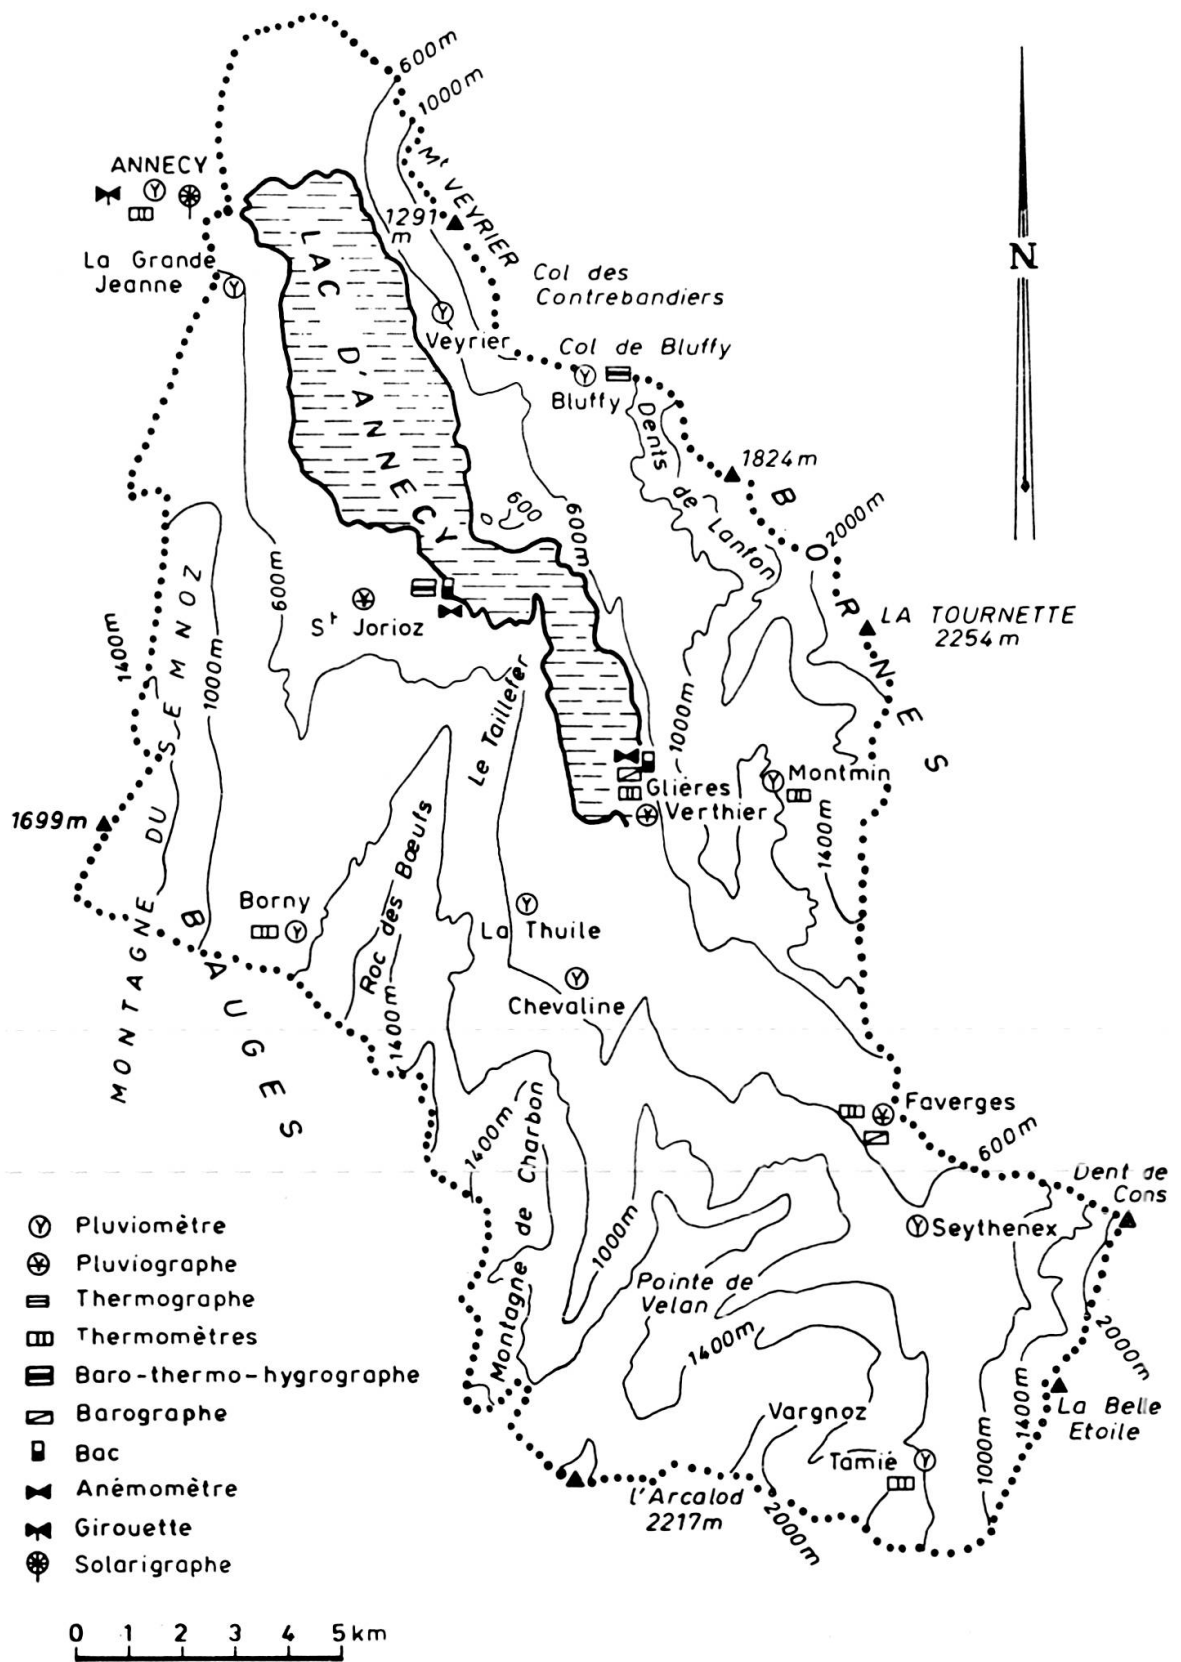 600m
1000m
ANNECY
Mt VEYRIER
1291
m
La Grande
Jeanne
LAC D'ANNECY
Col des
Contrebandiers
N
Veyrier
Col de Bluffy
Bluffy
Dents
de Lanfon
1824m
BORNES
2000m
600
600m
600m
LA TOURNETTE
2254m
St Jorioz
1400m
1000m
MONTAGNE DU SEMNOZ
Le Taillefer
1000m
Glières
Verthier
Montmin
1400m
1699m
Roc des Bœufs
Borny
La Thuile
BAUGES
1400m
Chevaline
Faverges
600m
1400m
Montagne de Charbon
Dent de
Cons
Seythenex
1000m
Pointe de
Velan
1400m
2000m
1400m
La Belle
Etoile
1000m
Vargnoz
Tamié
l'Arcalod
2217m
2000m
Pluviomètre
Pluviographe
Thermographe
Thermomètres
Baro-thermo-hygrographe
Barographe
Bac
Anémomètre
Girouette
Solarigraphe
0 1 2 3 4 5km